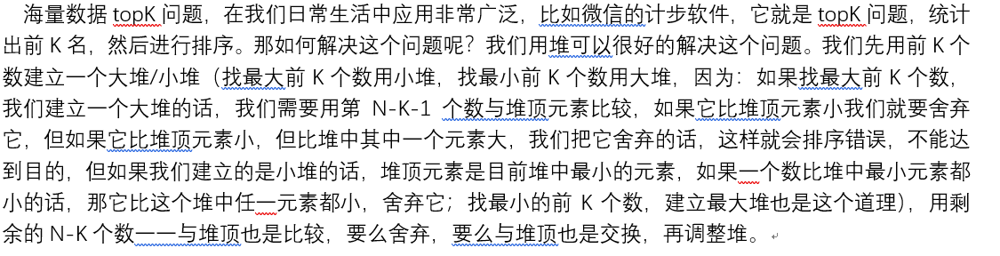 海量数据 topK 问题，在我们日常生活中应用非常广泛，比如微信的计步软件，它就是 topK 问题，统计
出前 K 名，然后进行排序。那如何解决这个问题呢？我们用堆可以很好的解决这个问题。我们先用前 K 个
数建立一个大堆/小堆（找最大前 K 个数用小堆，找最小前 K 个数用大堆，因为：如果找最大前 K 个数，
我们建立一个大堆的话，我们需要用第 N-K-1 个数与堆顶元素比较，如果它比堆顶元素小我们就要舍弃
它，但如果它比堆顶元素小，但比堆中其中一个元素大，我们把它舍弃的话，这样就会排序错误，不能达
到目的，但如果我们建立的是小堆的话，堆顶元素是目前堆中最小的元素，如果一个数比堆中最小元素都
小的话，那它比这个堆中任一元素都小，舍弃它；找最小的前 K 个数，建立最大堆也是这个道理），用剩
余的 N-K 个数一一与堆顶也是比较，要么舍弃，要么与堆顶也是交换，再调整堆。